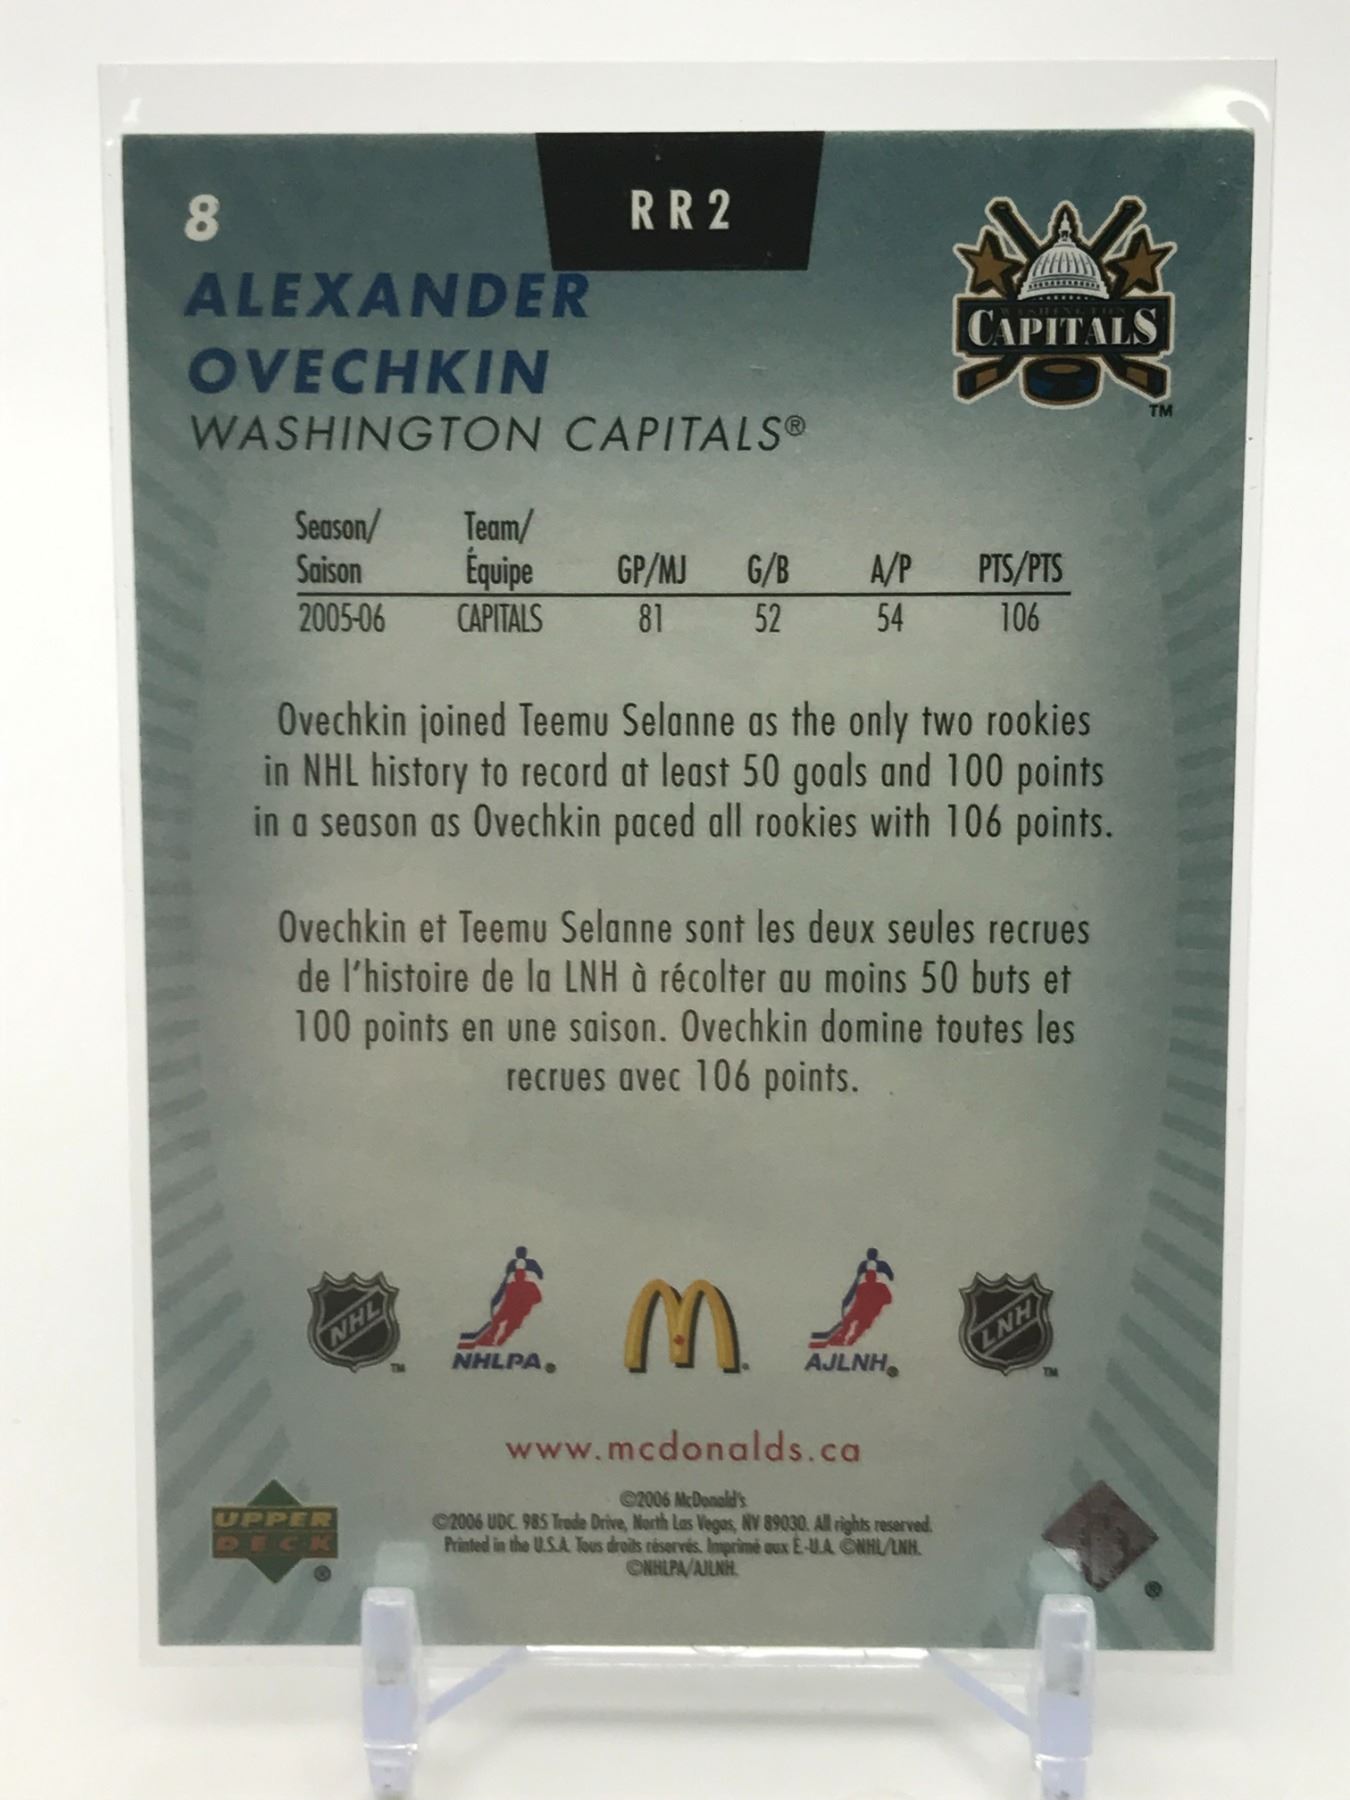 RR2
8
ALEXANDER
OVECHKIN
WASHINGTON CAPITALS®
WASHINGTON
CAPITALS
TM
Season/ Team/
Saison Équipe GP/MJ G/B A/P PTS/PTS
2005-06 CAPITALS 81 52 54 106
Ovechkin joined Teemu Selanne as the only two rookies
in NHL history to record at least 50 goals and 100 points
in a season as Ovechkin paced all rookies with 106 points.
Ovechkin et Teemu Selanne sont les deux seules recrues
de l'histoire de la LNH à récolter au moins 50 buts et
100 points en une saison. Ovechkin domine toutes les
recrues avec 106 points.
NHL TM NHLPA® M® AJLNH® LNH TM
www.mcdonalds.ca
©2006 McDonald's
©2006 UDC. 985 Trade Drive, North Las Vegas, NV 89030. All rights reserved.
Printed in the U.S.A. Tous droits réservés. Imprimé aux É.-U.A. ©NHL/LNH.
©NHLPA/AJLNH.
UPPER
DECK®
®